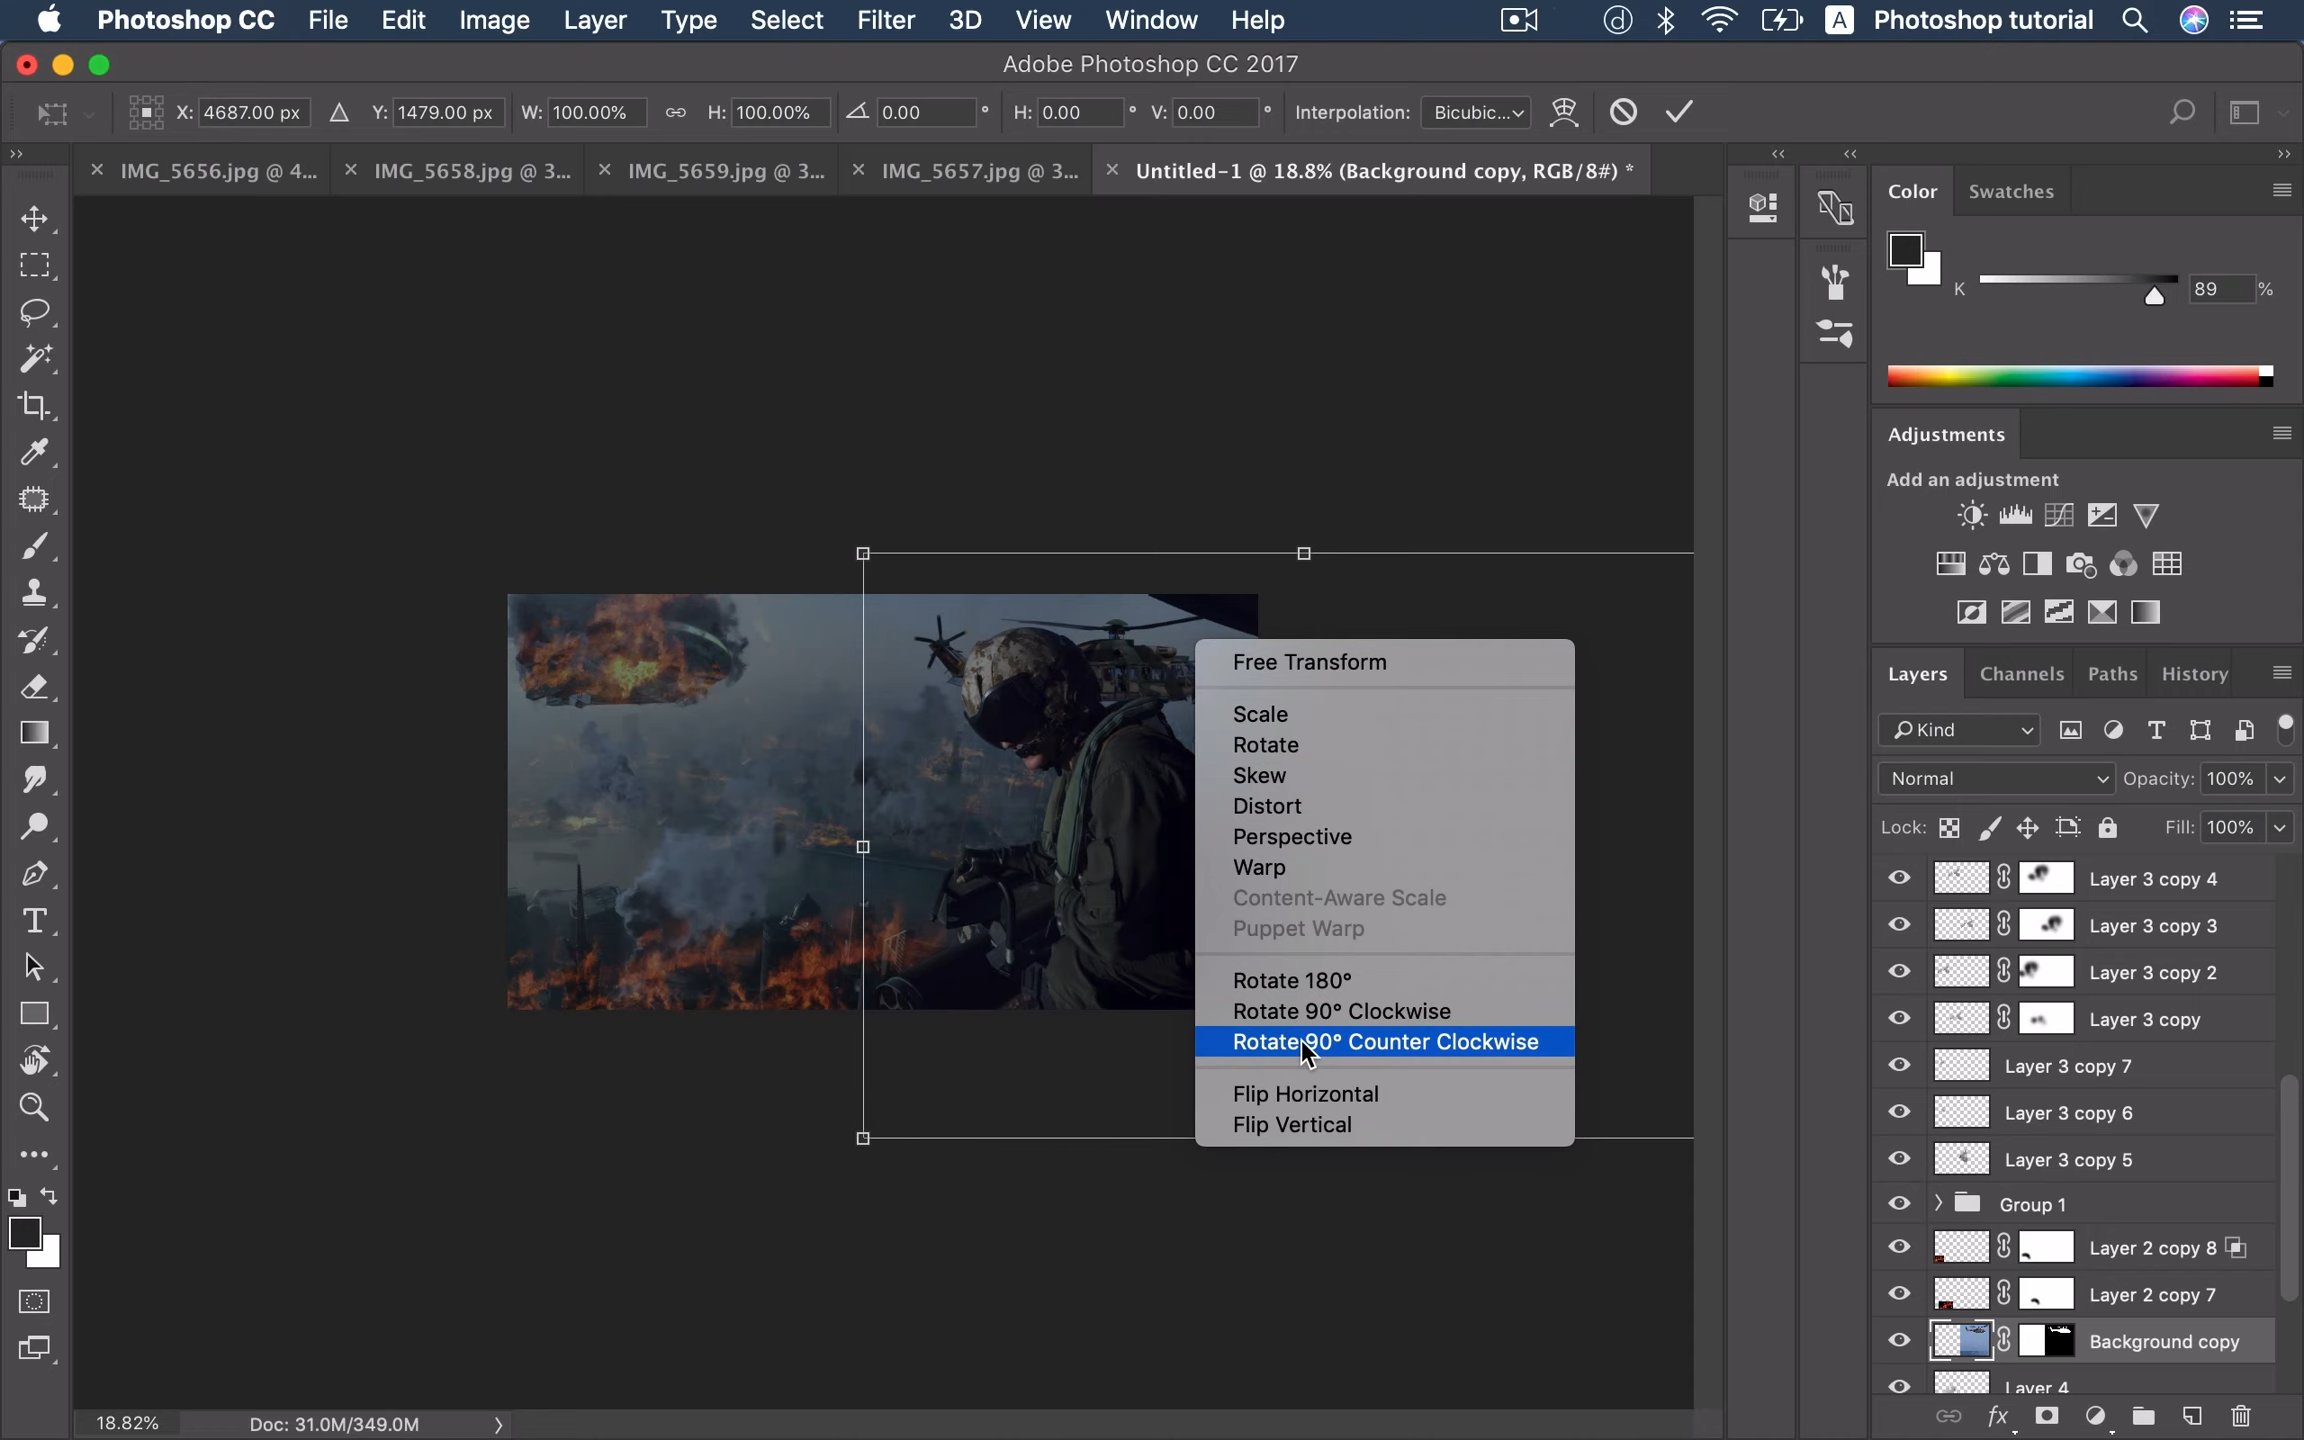 Photoshop CC File Edit Image Layer Type Select Filter 3D View Window Help A Photoshop tutorial
Adobe Photoshop CC 2017
X: 4687.00 px Y: 1479.00 px W: 100.00% H: 100.00% 0.00 ° H: 0.00 ° V: 0.00 ° Interpolation: Bicubic...
IMG_5656.jpg @ 4... IMG_5658.jpg @ 3... IMG_5659.jpg @ 3... IMG_5657.jpg @ 3... Untitled-1 @ 18.8% (Background copy, RGB/8#) *
Color Swatches
K 89 %
Adjustments
Add an adjustment
Free Transform
Scale
Rotate
Skew
Distort
Perspective
Warp
Content-Aware Scale
Puppet Warp
Rotate 180°
Rotate 90° Clockwise
Rotate 90° Counter Clockwise
Flip Horizontal
Flip Vertical
Layers Channels Paths History
Kind
Normal Opacity: 100%
Lock: Fill: 100%
Layer 3 copy 4
Layer 3 copy 3
Layer 3 copy 2
Layer 3 copy
Layer 3 copy 7
Layer 3 copy 6
Layer 3 copy 5
Group 1
Layer 2 copy 8
Layer 2 copy 7
Background copy
Layer 4
fx
18.82% Doc: 31.0M/349.0M